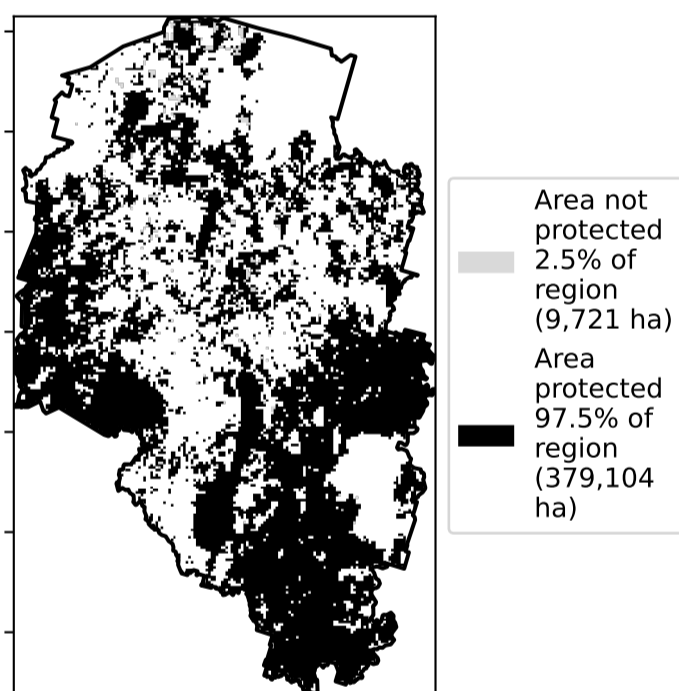 Area not
protected
2.5% of
region
(9,721 ha)
Area
protected
97.5% of
region
(379,104
ha)